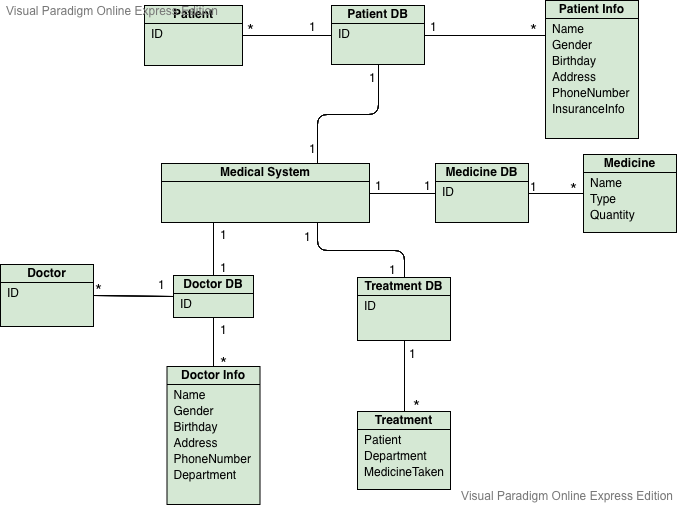 Visual Paradigm Online Express Edition
Patient
ID
*
1
Patient DB
ID
1
*
1
Patient Info
Name
Gender
Birthday
Address
PhoneNumber
InsuranceInfo
1
Medical System
1
1
Medicine DB
ID
1
*
Medicine
Name
Type
Quantity
1
1
1
1
Doctor
ID
*
1
Doctor DB
ID
1
*
Treatment DB
ID
1
*
Doctor Info
Name
Gender
Birthday
Address
PhoneNumber
Department
Treatment
Patient
Department
MedicineTaken
Visual Paradigm Online Express Edition